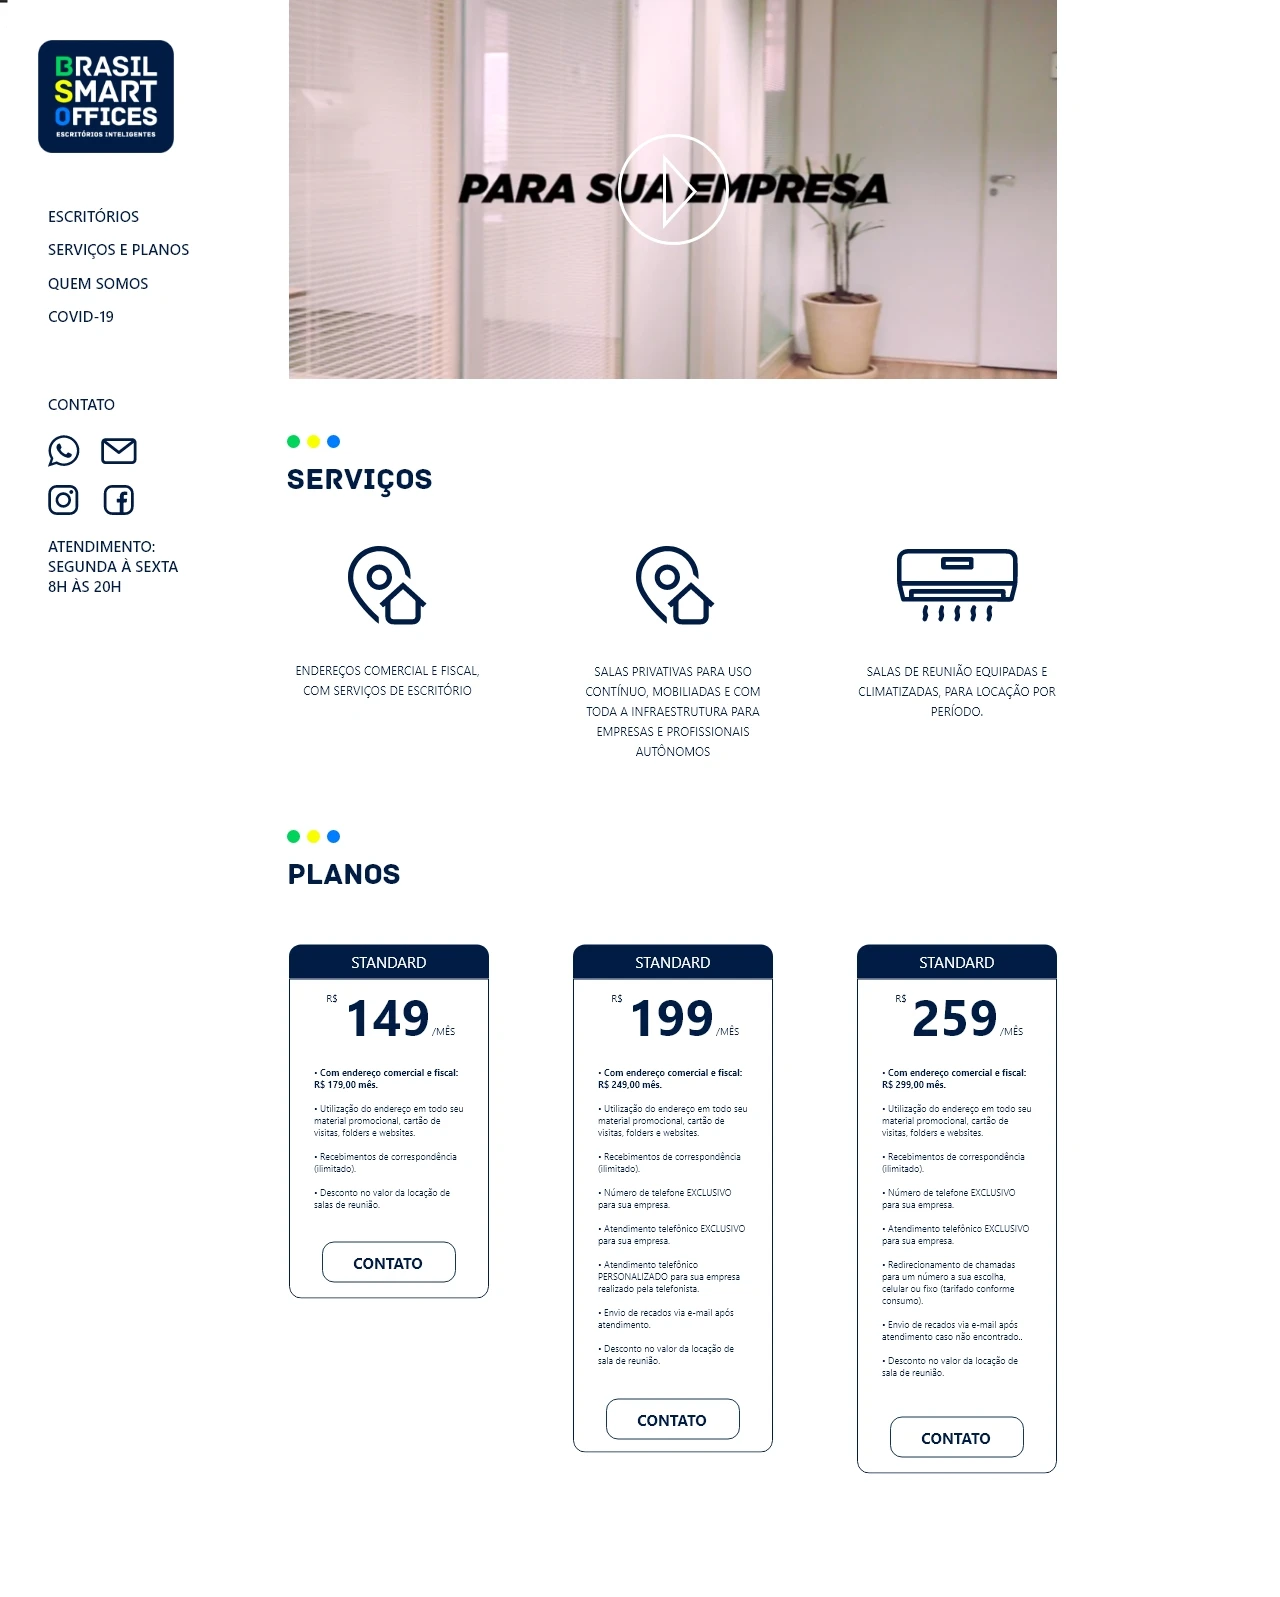 BRASIL
SMART
OFFICES
ESCRITÓRIOS INTELIGENTES
ESCRITÓRIOS
SERVIÇOS E PLANOS
QUEM SOMOS
COVID-19
CONTATO
ATENDIMENTO:
SEGUNDA À SEXTA
8H ÀS 20H
PARA SUA EMPRESA
SERVIÇOS
ENDEREÇOS COMERCIAL E FISCAL,
COM SERVIÇOS DE ESCRITÓRIO
SALAS PRIVATIVAS PARA USO
CONTÍNUO, MOBILIADAS E COM
TODA A INFRAESTRUTURA PARA
EMPRESAS E PROFISSIONAIS
AUTÔNOMOS
SALAS DE REUNIÃO EQUIPADAS E
CLIMATIZADAS, PARA LOCAÇÃO POR
PERÍODO.
PLANOS
STANDARD
R$ 149 /MÊS
• Com endereço comercial e fiscal:
R$ 179,00 mês.
• Utilização do endereço em todo seu
material promocional, cartão de
visitas, folders e websites.
• Recebimentos de correspondência
(ilimitado).
• Desconto no valor da locação de
salas de reunião.
CONTATO
STANDARD
R$ 199 /MÊS
• Com endereço comercial e fiscal:
R$ 249,00 mês.
• Utilização do endereço em todo seu
material promocional, cartão de
visitas, folders e websites.
• Recebimentos de correspondência
(ilimitado).
• Número de telefone EXCLUSIVO
para sua empresa.
• Atendimento telefônico EXCLUSIVO
para sua empresa.
• Atendimento telefônico
PERSONALIZADO para sua empresa
realizado pela telefonista.
• Envio de recados via e-mail após
atendimento.
• Desconto no valor da locação de
sala de reunião.
CONTATO
STANDARD
R$ 259 /MÊS
• Com endereço comercial e fiscal:
R$ 299,00 mês.
• Utilização do endereço em todo seu
material promocional, cartão de
visitas, folders e websites.
• Recebimentos de correspondência
(ilimitado).
• Número de telefone EXCLUSIVO
para sua empresa.
• Atendimento telefônico EXCLUSIVO
para sua empresa.
• Redirecionamento de chamadas
para um número a sua escolha,
celular ou fixo (tarifado conforme
consumo).
• Envio de recados via e-mail após
atendimento caso não encontrado..
• Desconto no valor da locação de
sala de reunião.
CONTATO